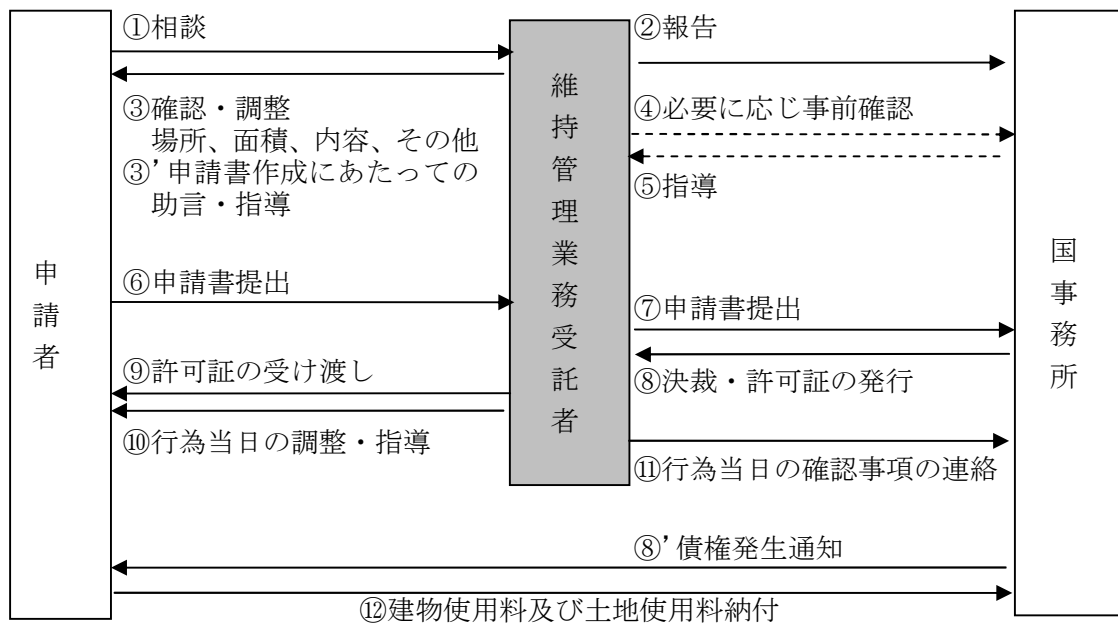 ①相談
②報告
③確認・調整
場所、面積、内容、その他
③’申請書作成にあたっての
助言・指導
④必要に応じ事前確認
⑤指導
申請者
維持管理業務受託者
国事務所
⑥申請書提出
⑦申請書提出
⑧決裁・許可証の発行
⑨許可証の受け渡し
⑩行為当日の調整・指導
⑪行為当日の確認事項の連絡
⑧’債権発生通知
⑫建物使用料及び土地使用料納付